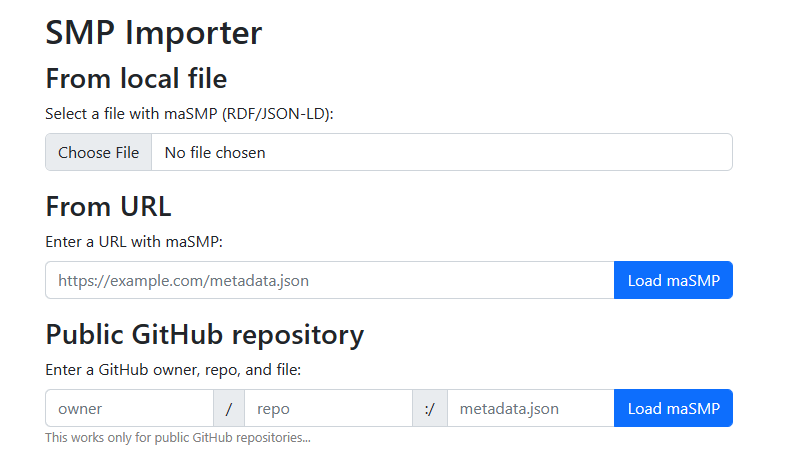 SMP Importer
From local file
Select a file with maSMP (RDF/JSON-LD):
Choose File No file chosen
From URL
Enter a URL with maSMP:
https://example.com/metadata.json Load maSMP
Public GitHub repository
Enter a GitHub owner, repo, and file:
owner / repo :/ metadata.json Load maSMP
This works only for public GitHub repositories...